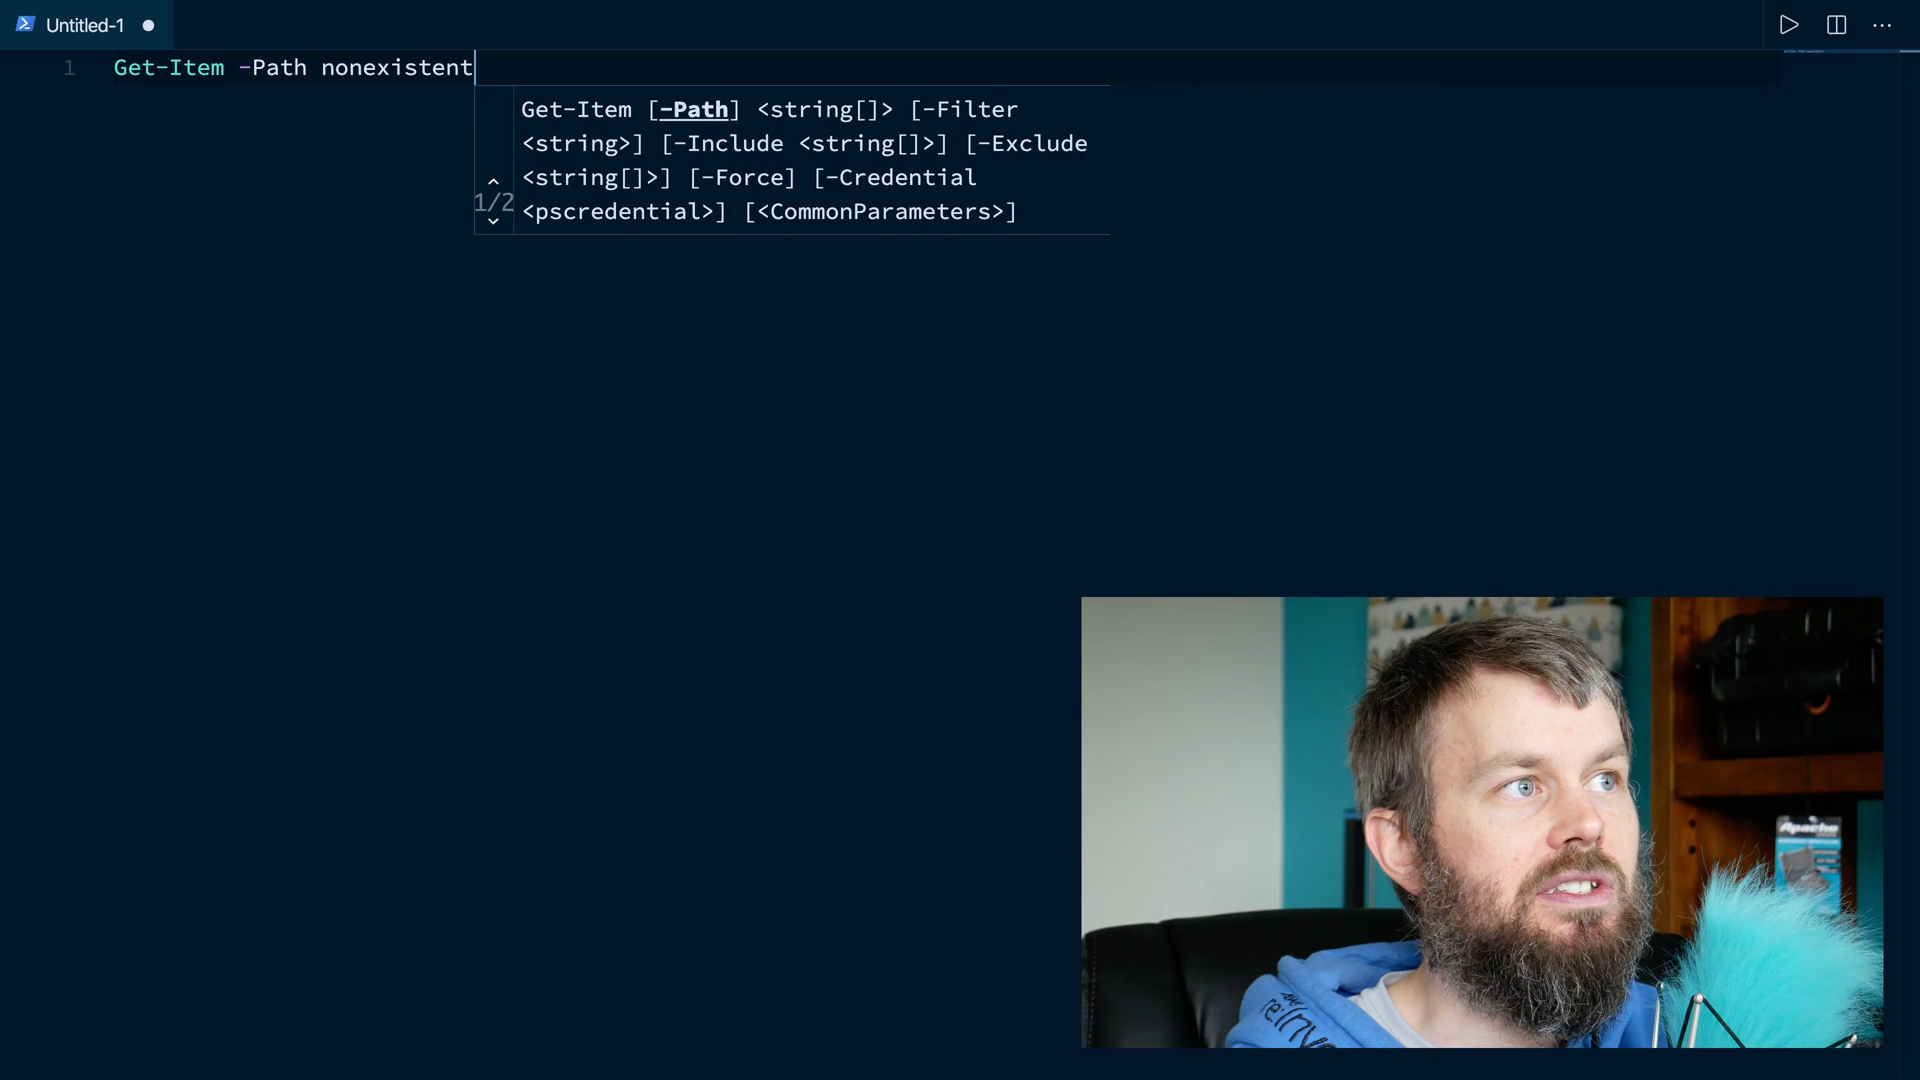 Untitled-1
1 Get-Item -Path nonexistent
Get-Item [-Path] <string[]> [-Filter
<string>] [-Include <string[]>] [-Exclude
<string[]>] [-Force] [-Credential
1/2
<pscredential>] [<CommonParameters>]
Apache